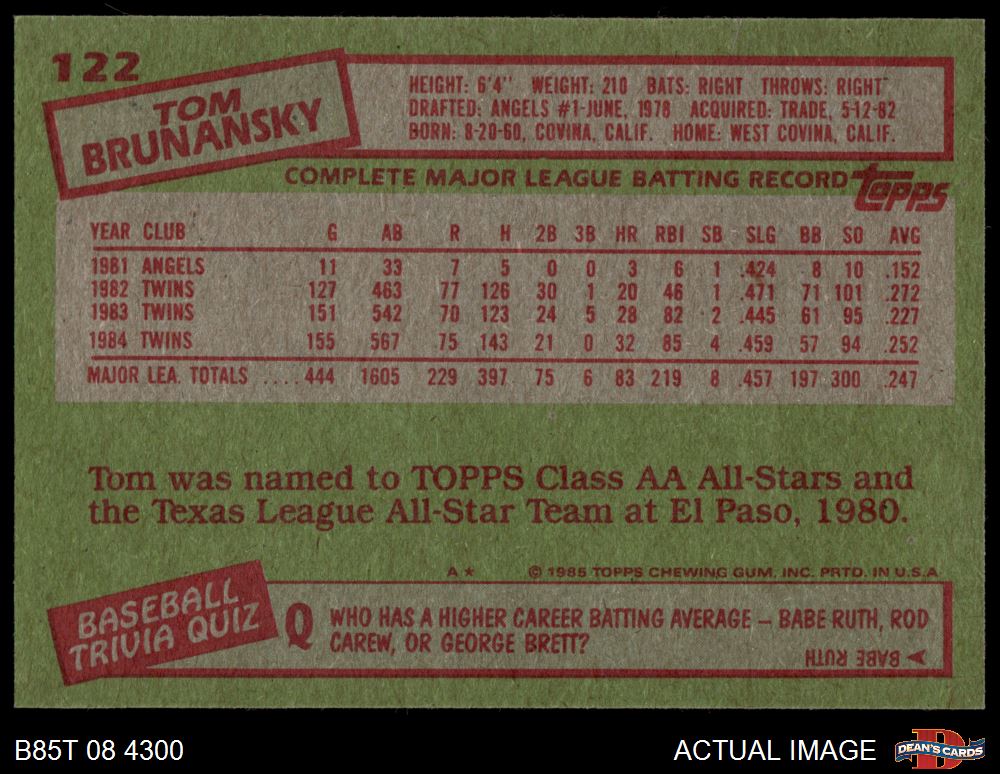 122
TOM
BRUNANSKY
HEIGHT: 6'4" WEIGHT: 210 BATS: RIGHT THROWS: RIGHT
DRAFTED: ANGELS #1-JUNE, 1978 ACQUIRED: TRADE, 5-12-82
BORN: 8-20-60, COVINA, CALIF. HOME: WEST COVINA, CALIF.
COMPLETE MAJOR LEAGUE BATTING RECORD topps
YEAR CLUB G AB R H 2B 3B HR RBI SB SLG BB SO AVG
1981 ANGELS 11 33 7 5 0 0 3 6 1 .424 8 10 .152
1982 TWINS 127 463 77 126 30 1 20 46 1 .471 71 101 .272
1983 TWINS 151 542 70 123 24 5 28 82 2 .445 61 95 .227
1984 TWINS 155 567 75 143 21 0 32 85 4 .459 57 94 .252
MAJOR LEA. TOTALS .... 444 1605 229 397 75 6 83 219 8 .457 197 300 .247
Tom was named to TOPPS Class AA All-Stars and
the Texas League All-Star Team at El Paso, 1980.
A★ © 1985 TOPPS CHEWING GUM, INC. PRTD. IN U.S.A.
BASEBALL
TRIVIA QUIZ
Q WHO HAS A HIGHER CAREER BATTING AVERAGE – BABE RUTH, ROD
CAREW, OR GEORGE BRETT?
BABE RUTH
B85T 08 4300
ACTUAL IMAGE
D
DEAN'S CARDS